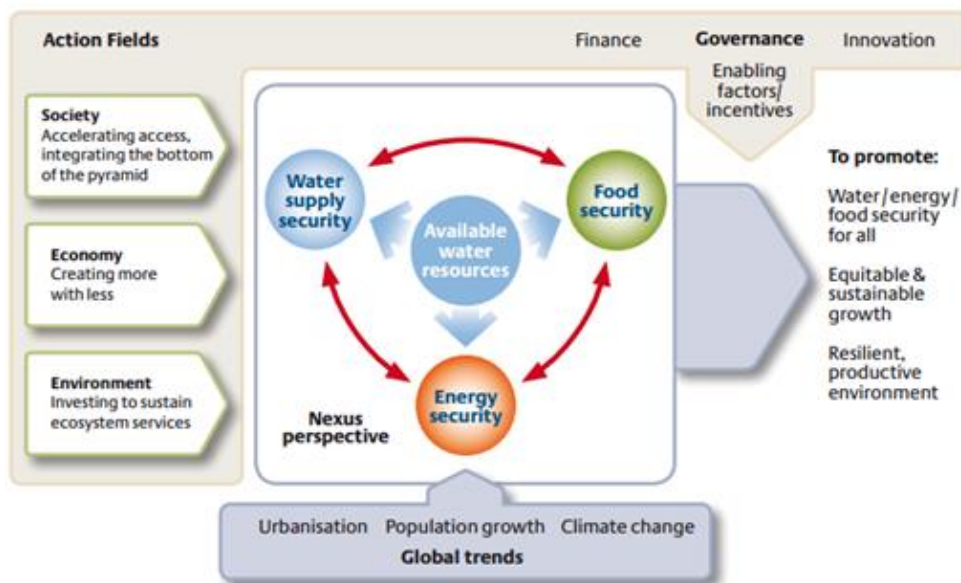 Action Fields
Finance
Governance
Innovation
Enabling
factors/
incentives
Society
Accelerating access,
integrating the bottom
of the pyramid
Economy
Creating more
with less
Environment
Investing to sustain
ecosystem services
Water
supply
security
Food
security
Available
water
resources
Energy
security
Nexus
perspective
To promote:
Water/energy/
food security
for all
Equitable &
sustainable
growth
Resilient,
productive
environment
Urbanisation Population growth Climate change
Global trends